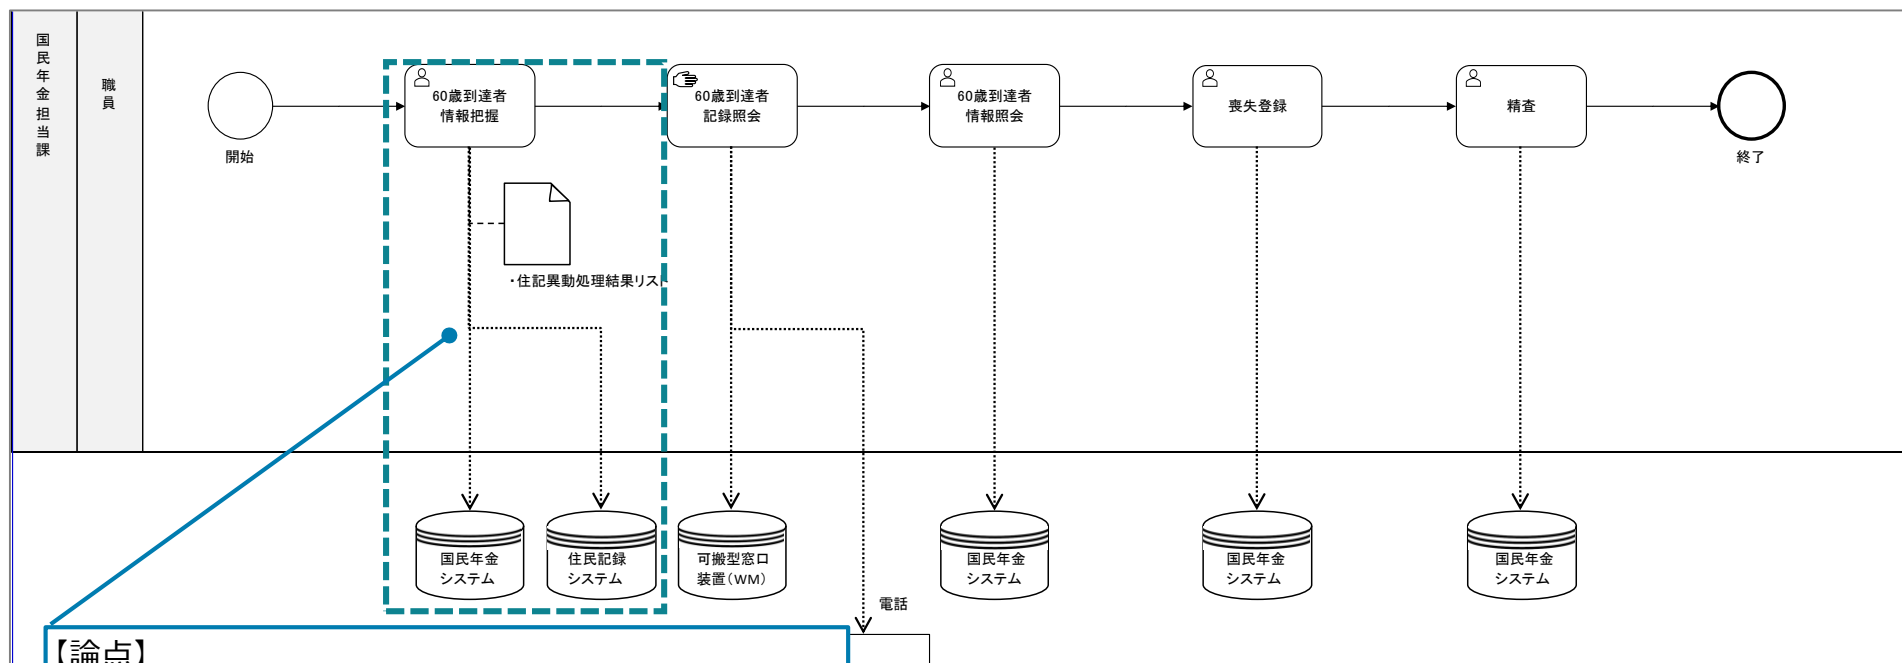 国民年金担当課
職員
開始
60歳到達者
情報把握
60歳到達者
記録照会
60歳到達者
情報照会
喪失登録
精査
終了
・住記異動処理結果リスト
国民年金
システム
住民記録
システム
可搬型窓口
装置（WM）
国民年金
システム
国民年金
システム
国民年金
システム
電話
【論点】